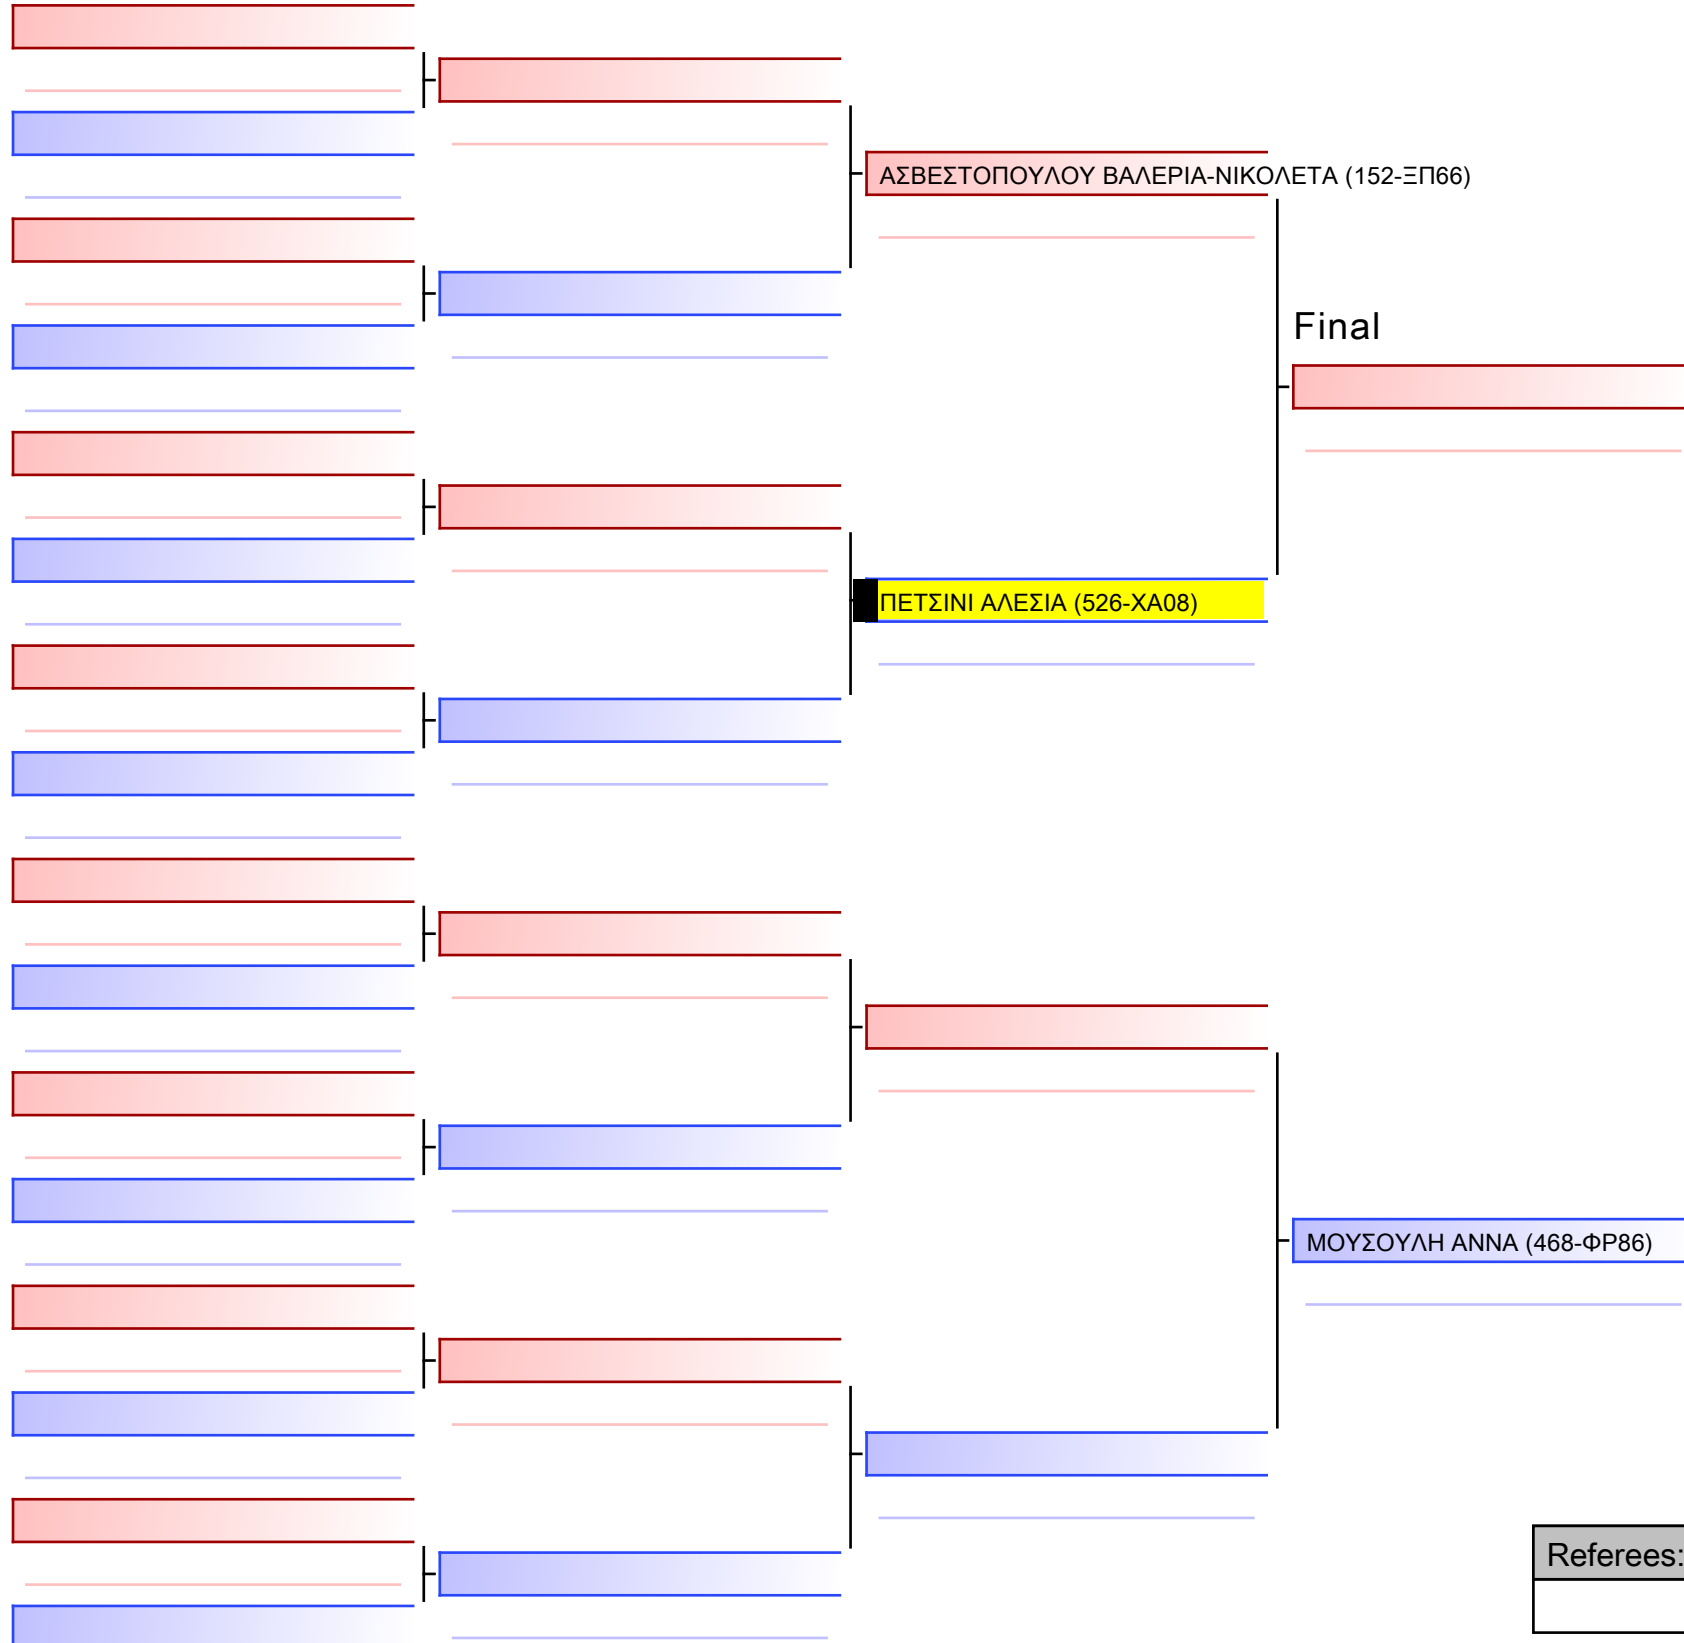 ΑΣΒΕΣΤΟΠΟΥΛΟΥ ΒΑΛΕΡΙΑ-ΝΙΚΟΛΕΤΑ (152-ΞΠ66)
Final
ΠΕΤΣΙΝΙ ΑΛΕΣΙΑ (526-ΧΑ08)
ΜΟΥΣΟΥΛΗ ΑΝΝΑ (468-ΦΡ86)
Referees: